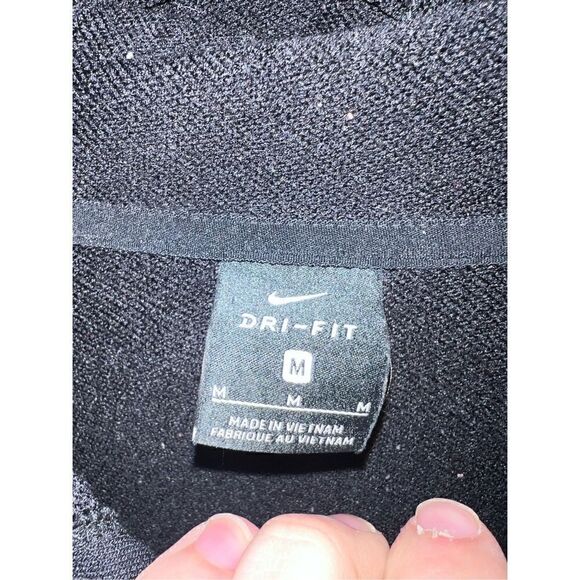 DRI-FIT
M
M M M
MADE IN VIETNAM
FABRIQUE AU VIETNAM